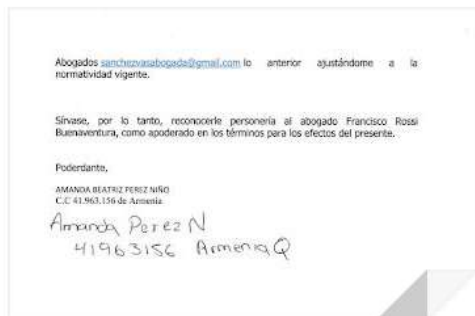 Abogados sanchezvasabogada@gmail.com lo anterior ajustándome a la
normatividad vigente.
Sírvase, por lo tanto, reconocerle personería al abogado Francisco Rossi
Buenaventura, como apoderado en los términos para los efectos del presente.
Poderdante,
AMANDA BEATRIZ PEREZ NIÑO
C.C 41.963.156 de Armenia
Amanda Perez N
41963156 Armenia Q